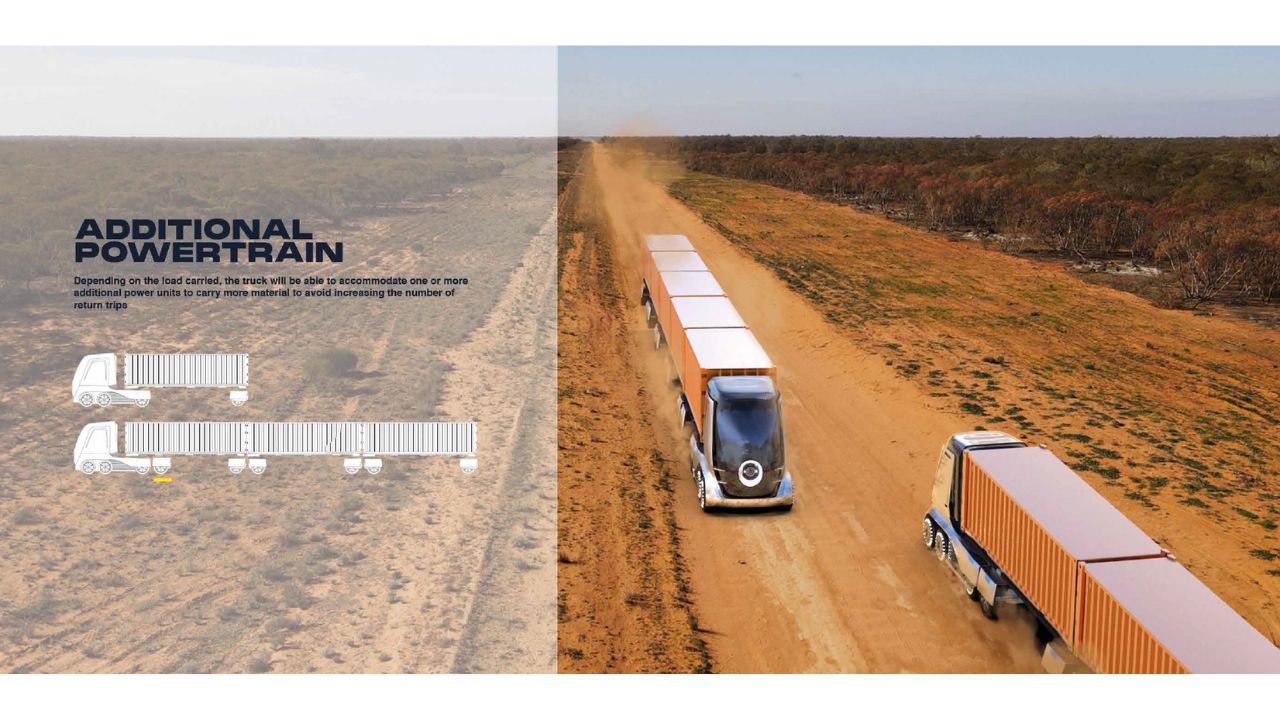 ADDITIONAL
POWERTRAIN
Depending on the load carried, the truck will be able to accommodate one or more
additional power units to carry more material to avoid increasing the number of
return trips